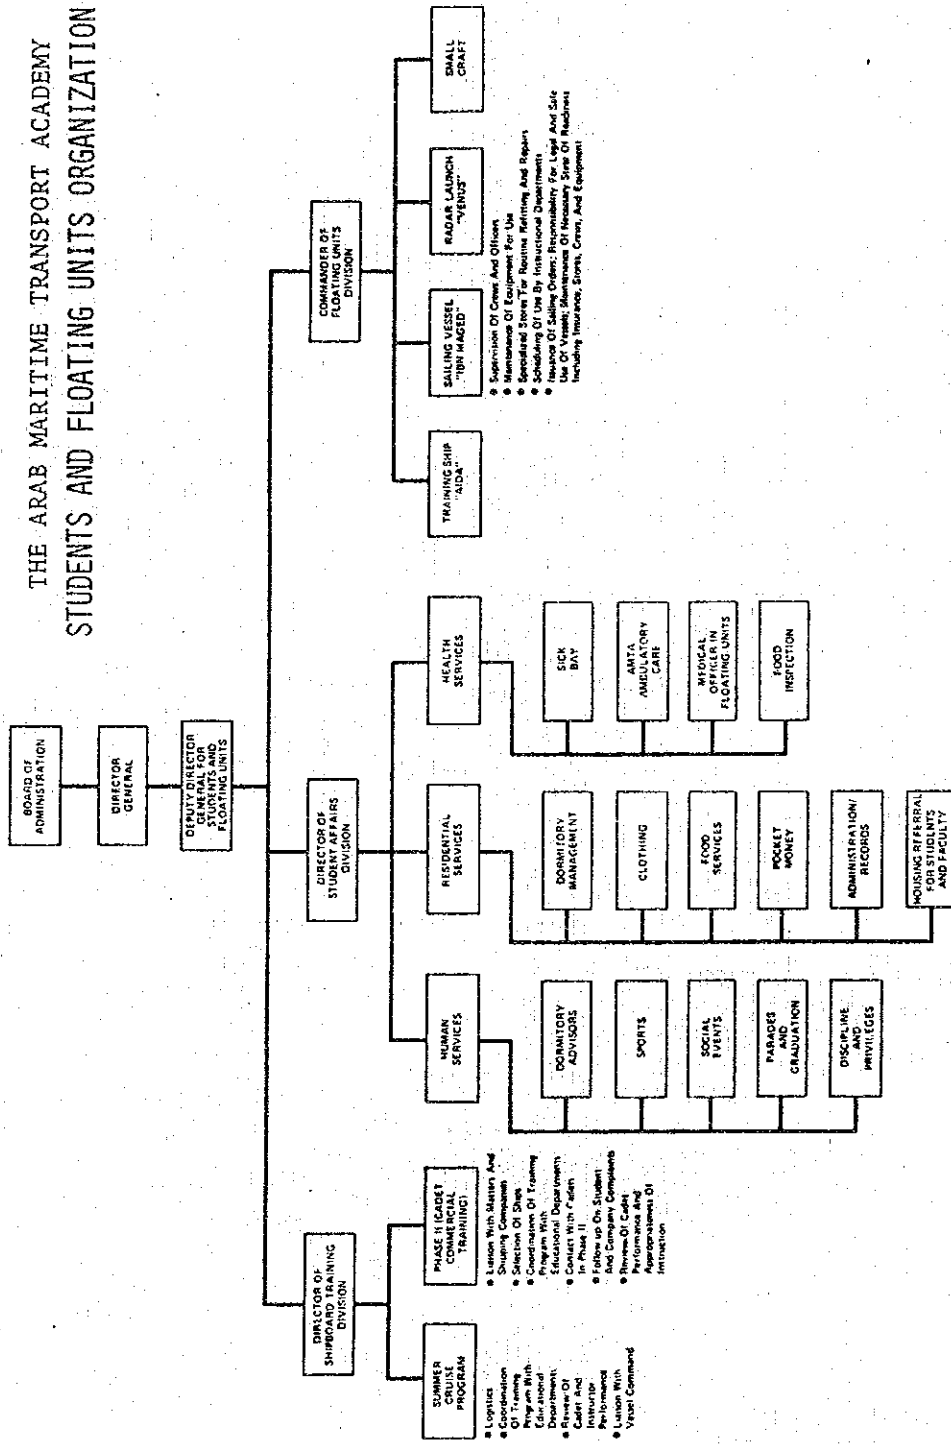 THE ARAB MARITIME TRANSPORT ACADEMY
STUDENTS AND FLOATING UNITS ORGANIZATION
BOARD OF
ADMINISTRATION
DIRECTOR
GENERAL
DEPUTY DIRECTOR
GENERAL FOR
STUDENTS AND
FLOATING UNITS
DIRECTOR OF
SHIPBOARD TRAINING
DIVISION
DIRECTOR OF
STUDENT AFFAIRS
DIVISION
COMMANDER OF
FLOATING UNITS
DIVISION
SUMMER
CRUISE
PROGRAM
PHASE II (CADET
COMMERCIAL
TRAINING)
HUMAN
SERVICES
RESIDENTIAL
SERVICES
HEALTH
SERVICES
TRAINING SHIP
"AIDA"
SAILING VESSEL
"IBN MAGED"
RADAR LAUNCH
"VENUS"
SMALL
CRAFT
● Logistics
● Coordination
Of Training
Program With
Educational
Departments
● Review Of
Cadet And
Instructor
Performance
● Liaison With
Vessel Command
● Liaison With Masters And
Shipping Companies
● Selection Of Ships
● Coordination Of Training
Program With
Educational Departments
● Contact With Cadets
In Phase II
● Follow up On Student
And Company Complaints
● Review Of Cadet
Performance And
Appropriateness Of
Instruction
DORMITORY
ADVISORS
SPORTS
SOCIAL
EVENTS
PARADES
AND
GRADUATION
DISCIPLINE
AND
PRIVILEGES
DORMITORY
MANAGEMENT
CLOTHING
FOOD
SERVICES
POCKET
MONEY
ADMINISTRATION/
RECORDS
HOUSING REFERRAL
FOR STUDENTS
AND FACULTY
SICK
BAY
AMTA
AMBULATORY
CARE
MEDICAL
OFFICER IN
FLOATING UNITS
FOOD
INSPECTION
● Supervision Of Crews And Officers
● Maintenance Of Equipment For Use
● Specialized Stores For Routine Refitting And Repairs
● Scheduling Of Use By Instructional Departments
● Issuance Of Sailing Orders; Responsibility For Legal And Safe
Use Of Vessels; Maintenance Of Necessary State Of Readiness
Including Insurance, Stores, Crews, And Equipment